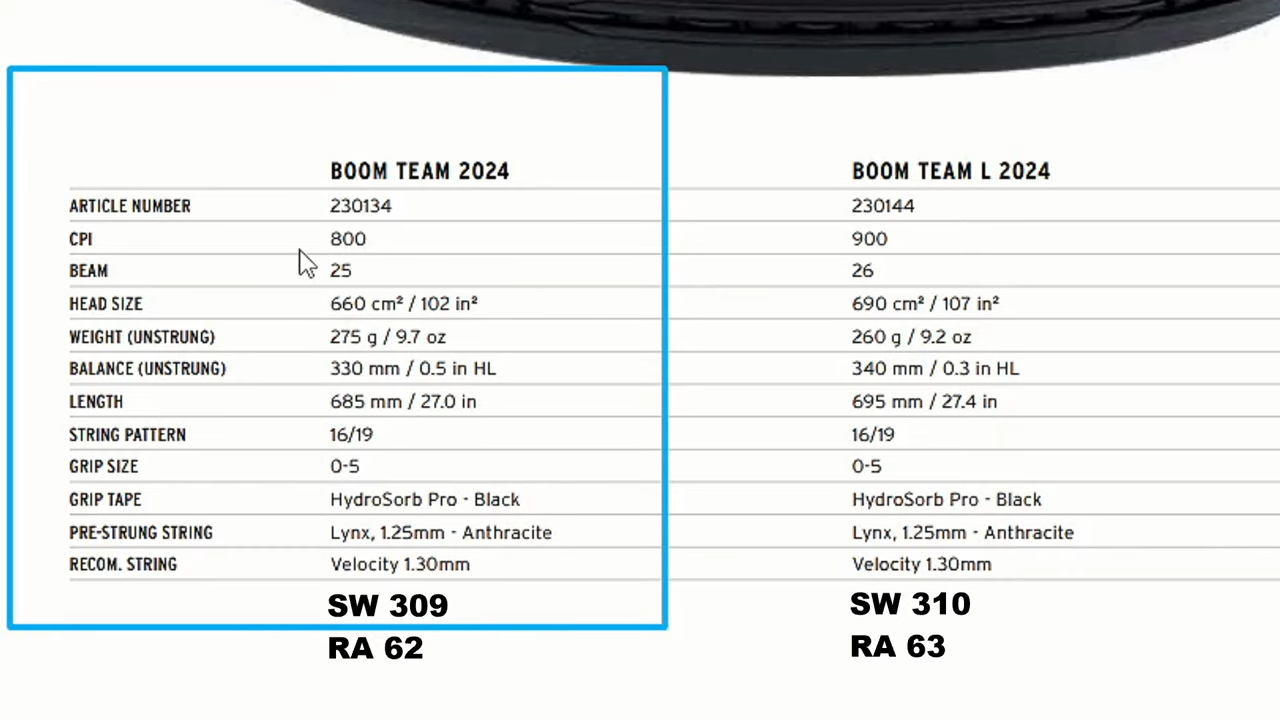 BOOM TEAM 2024 BOOM TEAM L 2024
ARTICLE NUMBER 230134 230144
CPI 800 900
BEAM 25 26
HEAD SIZE 660 cm² / 102 in² 690 cm² / 107 in²
WEIGHT (UNSTRUNG) 275 g / 9.7 oz 260 g / 9.2 oz
BALANCE (UNSTRUNG) 330 mm / 0.5 in HL 340 mm / 0.3 in HL
LENGTH 685 mm / 27.0 in 695 mm / 27.4 in
STRING PATTERN 16/19 16/19
GRIP SIZE 0-5 0-5
GRIP TAPE HydroSorb Pro - Black HydroSorb Pro - Black
PRE-STRUNG STRING Lynx, 1.25mm - Anthracite Lynx, 1.25mm - Anthracite
RECOM. STRING Velocity 1.30mm Velocity 1.30mm
SW 309 SW 310
RA 62 RA 63